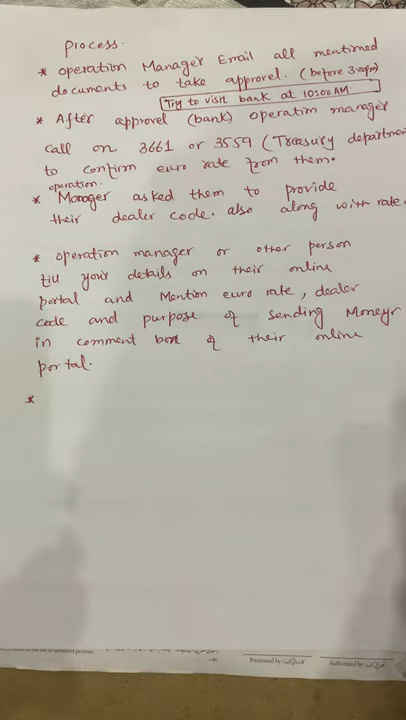 Process.
* operation Manager Email all mentioned
documents to take approvel. (before 3:00pm)
Try to visit bank at 10:00 AM
* After approvel (bank) operation manager
call on 3661 or 3559 (Treasury departmen
to confirm euro rate from them.
operation.
* Manager asked them to provide
their dealer code. also along with rate.
* operation manager or other person
fill your details on their online
portal and Mention euro rate, dealer
code and purpose of sending Moneyr
in comment box of their online
portal.
*
Processed by
Authorized by